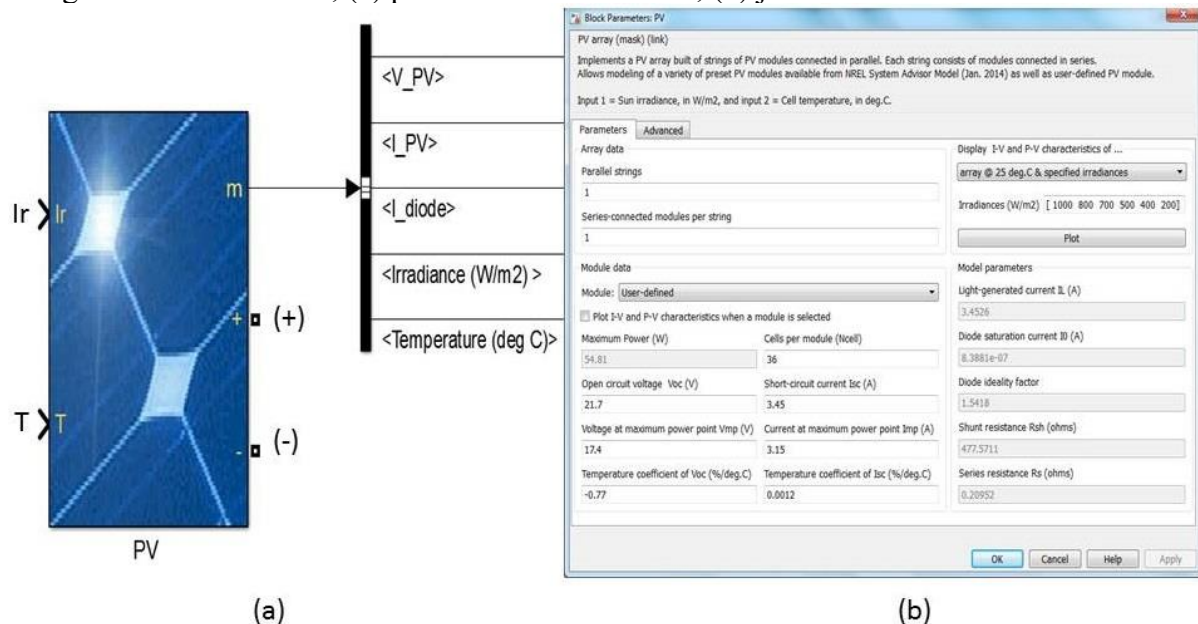 <V_PV>
<I_PV>
<I_diode>
<Irradiance (W/m2) >
<Temperature (deg C)>
m
Ir
Ir
+
(+)
T
T
-
(-)
PV
(a)
Block Parameters: PV
PV array (mask) (link)
Implements a PV array built of strings of PV modules connected in parallel. Each string consists of modules connected in series.
Allows modeling of a variety of preset PV modules available from NREL System Advisor Model (Jan. 2014) as well as user-defined PV module.
Input 1 = Sun irradiance, in W/m2, and input 2 = Cell temperature, in deg.C.
Parameters Advanced
Array data
Parallel strings
1
Series-connected modules per string
1
Display I-V and P-V characteristics of ...
array @ 25 deg.C & specified irradiances
Irradiances (W/m2) [ 1000 800 700 500 400 200]
Plot
Module data
Module: User-defined
Plot I-V and P-V characteristics when a module is selected
Maximum Power (W) Cells per module (Ncell)
54.81 36
Open circuit voltage Voc (V) Short-circuit current Isc (A)
21.7 3.45
Voltage at maximum power point Vmp (V) Current at maximum power point Imp (A)
17.4 3.15
Temperature coefficient of Voc (%/deg.C) Temperature coefficient of Isc (%/deg.C)
-0.77 0.0012
Model parameters
Light-generated current IL (A)
3.4526
Diode saturation current I0 (A)
8.3881e-07
Diode ideality factor
1.5418
Shunt resistance Rsh (ohms)
477.5711
Series resistance Rs (ohms)
0.20952
OK Cancel Help Apply
(b)